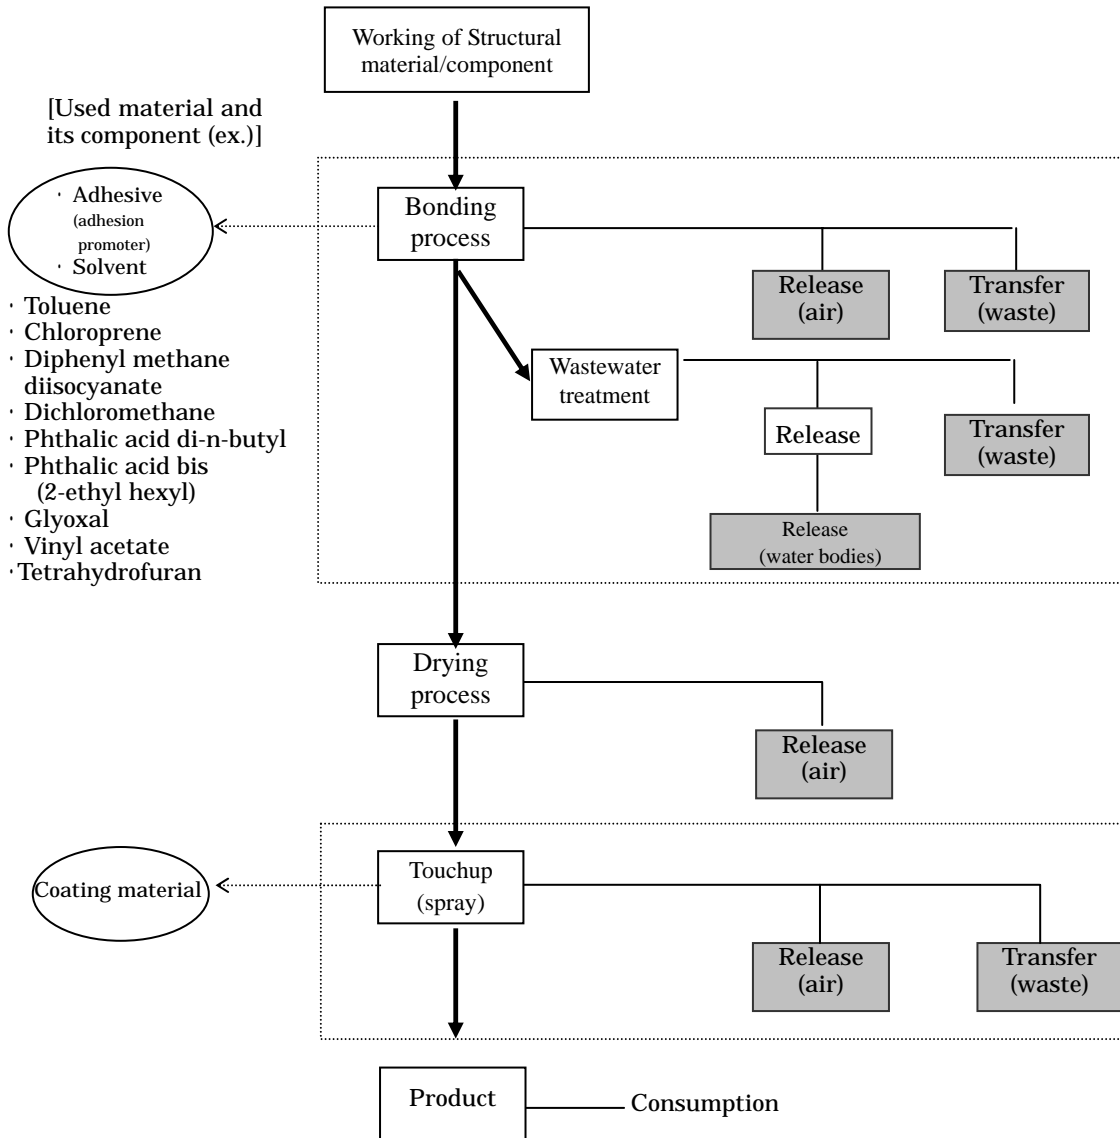 Working of Structural
material/component
[Used material and
its component (ex.)]
· Adhesive
(adhesion
promoter)
· Solvent
Bonding
process
Release
(air)
Transfer
(waste)
· Toluene
· Chloroprene
· Diphenyl methane
diisocyanate
· Dichloromethane
· Phthalic acid di-n-butyl
· Phthalic acid bis
(2-ethyl hexyl)
· Glyoxal
· Vinyl acetate
·Tetrahydrofuran
Wastewater
treatment
Release
Transfer
(waste)
Release
(water bodies)
Drying
process
Release
(air)
Coating material
Touchup
(spray)
Release
(air)
Transfer
(waste)
Product
Consumption